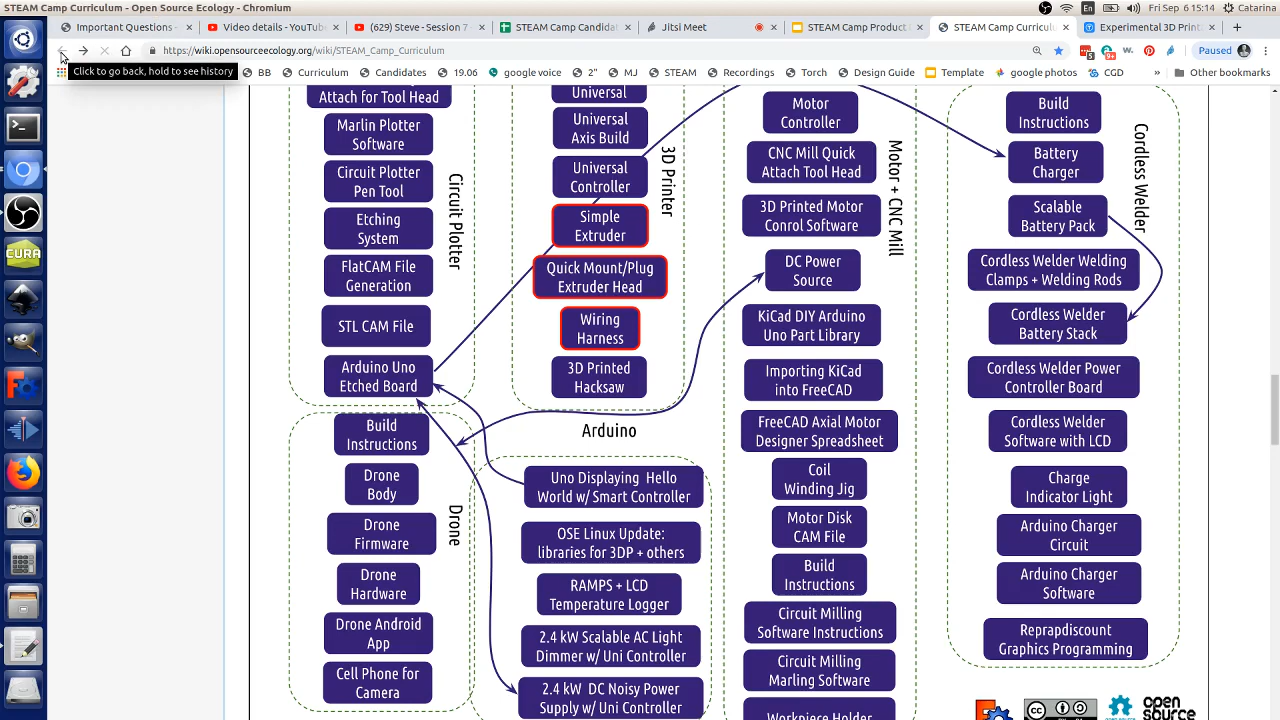 STEAM Camp Curriculum - Open Source Ecology - Chromium
En
Fri Sep 6 15:14
Catarina
Important Questions -
Video details - YouTube
(629) Steve - Session 7
STEAM Camp Candidat
Jitsi Meet
STEAM Camp Product
STEAM Camp Curriculu
Experimental 3D Print
https://wiki.opensourceecology.org/wiki/STEAM_Camp_Curriculum
Paused
Click to go back, hold to see history
BB
Curriculum
Candidates
19.06
google voice
2"
MJ
STEAM
Recordings
Torch
Design Guide
Template
google photos
CGD
»
Other bookmarks
Attach for Tool Head
Marlin Plotter
Software
Circuit Plotter
Pen Tool
Etching
System
FlatCAM File
Generation
STL CAM File
Arduino Uno
Etched Board
Circuit Plotter
Build
Instructions
Drone
Body
Drone
Firmware
Drone
Hardware
Drone Android
App
Cell Phone for
Camera
Drone
Universal
Universal
Axis Build
Universal
Controller
Simple
Extruder
Quick Mount/Plug
Extruder Head
Wiring
Harness
3D Printed
Hacksaw
3D Printer
Arduino
Uno Displaying Hello
World w/ Smart Controller
OSE Linux Update:
libraries for 3DP + others
RAMPS + LCD
Temperature Logger
2.4 kW Scalable AC Light
Dimmer w/ Uni Controller
2.4 kW DC Noisy Power
Supply w/ Uni Controller
Motor
Controller
CNC Mill Quick
Attach Tool Head
3D Printed Motor
Conrol Software
DC Power
Source
KiCad DIY Arduino
Uno Part Library
Importing KiCad
into FreeCAD
FreeCAD Axial Motor
Designer Spreadsheet
Coil
Winding Jig
Motor Disk
CAM File
Build
Instructions
Circuit Milling
Software Instructions
Circuit Milling
Marling Software
Workpiece Holder
Motor + CNC Mill
Build
Instructions
Battery
Charger
Scalable
Battery Pack
Cordless Welder Welding
Clamps + Welding Rods
Cordless Welder
Battery Stack
Cordless Welder Power
Controller Board
Cordless Welder
Software with LCD
Charge
Indicator Light
Arduino Charger
Circuit
Arduino Charger
Software
Reprapdiscount
Graphics Programming
Cordless Welder
open
source
CURA